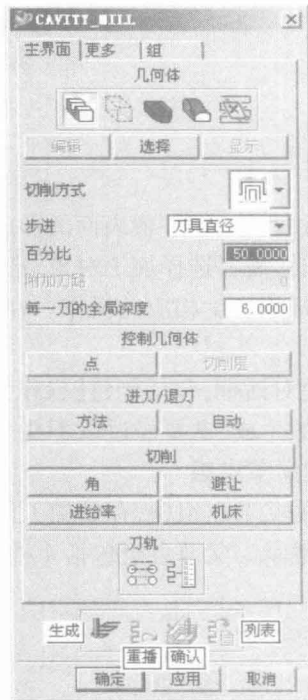 CAVITY_MILL
主界面 更多 组
几何体
编辑 选择 显示
切削方式
步进 刀具直径
百分比 50.0000
附加刀路 0
每一刀的全局深度 6.0000
控制几何体
点 切削层
进刀/退刀
方法 自动
切削
角 避让
进给率 机床
刀轨
生成 列表
重播 确认
确定 应用 取消